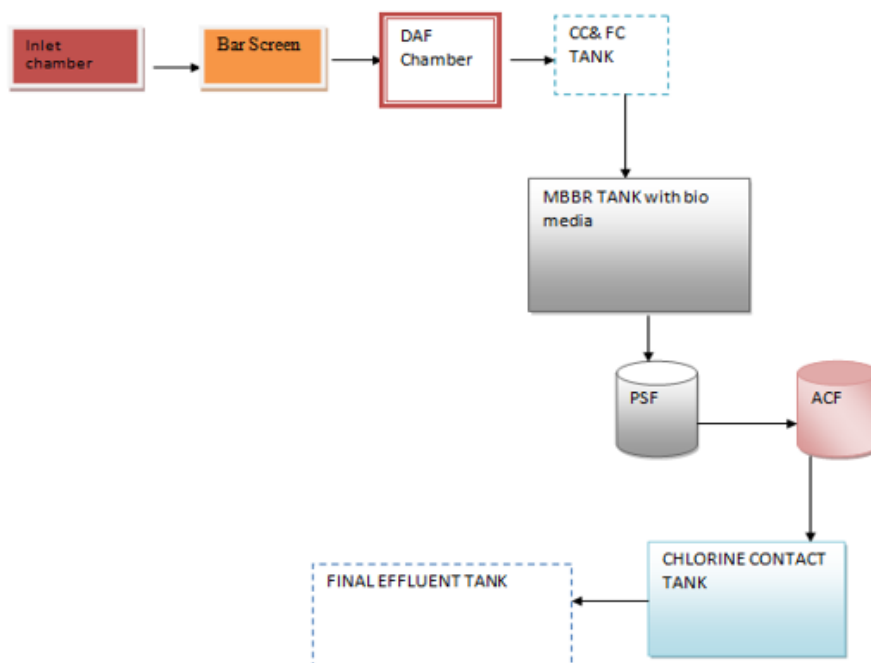 Inlet
chamber
Bar Screen
DAF
Chamber
CC& FC
TANK
MBBR TANK with bio
media
PSF
ACF
CHLORINE CONTACT
TANK
FINAL EFFLUENT TANK